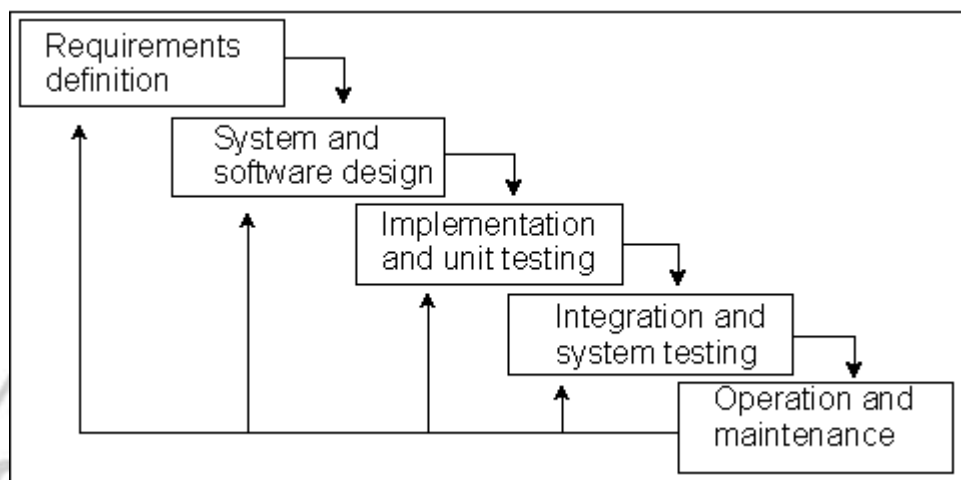 Requirements
definition
System and
software design
Implementation
and unit testing
Integration and
system testing
Operation and
maintenance